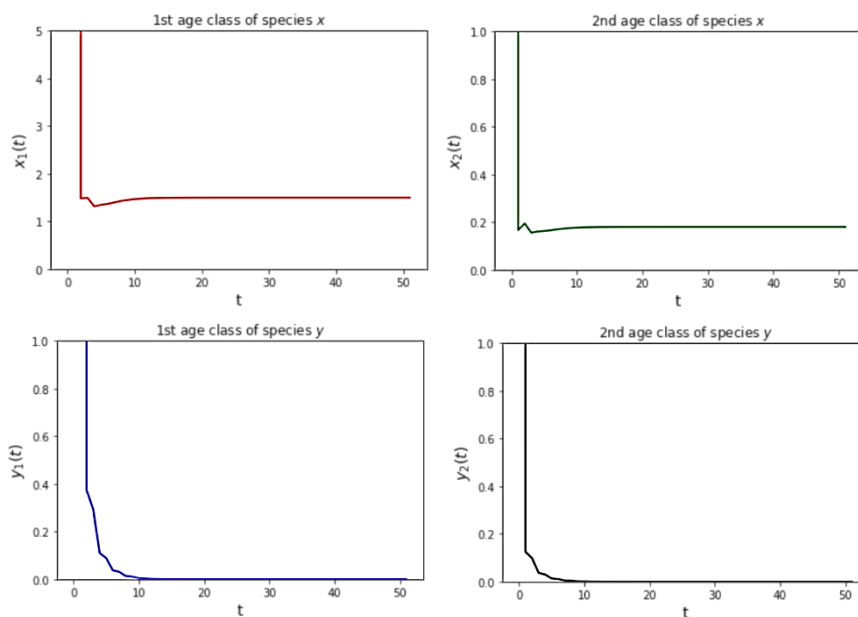 1st age class of species x
5
4
3
2
1
0
x₁(t)
0 10 20 30 40 50
t
2nd age class of species x
1.0
0.8
0.6
0.4
0.2
0.0
x₂(t)
0 10 20 30 40 50
t
1st age class of species y
1.0
0.8
0.6
0.4
0.2
0.0
y₁(t)
0 10 20 30 40 50
t
2nd age class of species y
1.0
0.8
0.6
0.4
0.2
0.0
y₂(t)
0 10 20 30 40 50
t